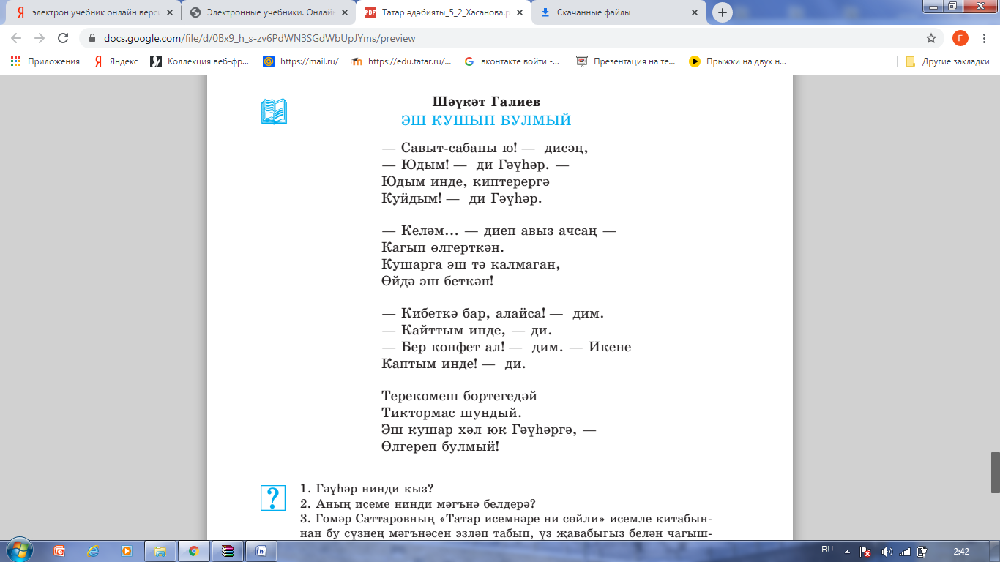 электрон учебник онлайн верс
Электронные учебники. Онлайн
Татар әдәбияты_5_2_Хасанова.p
Скачанные файлы
docs.google.com/file/d/0Bx9_h_s-zv6PdWN3SGdWbUpJYms/preview
Приложения
Яндекс
Коллекция веб-фр...
https://mail.ru/
https://edu.tatar.ru/...
вконтакте войти -...
Презентация на те...
Прыжки на двух н...
Другие закладки
Шәүкәт Галиев
ЭШ КУШЫП БУЛМЫЙ
— Савыт-сабаны ю! — дисәң,
— Юдым! — ди Гәүһәр. —
Юдым инде, киптерергә
Куйдым! — ди Гәүһәр.
— Келәм... — диеп авыз ачсаң —
Кагып өлгерткән.
Кушарга эш тә калмаган,
Өйдә эш беткән!
— Кибеткә бар, алайса! — дим.
— Кайттым инде, — ди.
— Бер конфет ал! — дим. — Икене
Каптым инде! — ди.
Терекөмеш бөртегедәй
Тиктормас шундый.
Эш кушар хәл юк Гәүһәргә, —
Өлгереп булмый!
1. Гәүһәр нинди кыз?
2. Аның исеме нинди мәгънә белдерә?
3. Гомәр Саттаровның «Татар исемнәре ни сөйли» исемле китабын-
нан бу сүзнең мәгънәсен эзләп табып, үз җавабыгыз белән чагыш-
RU
2:42